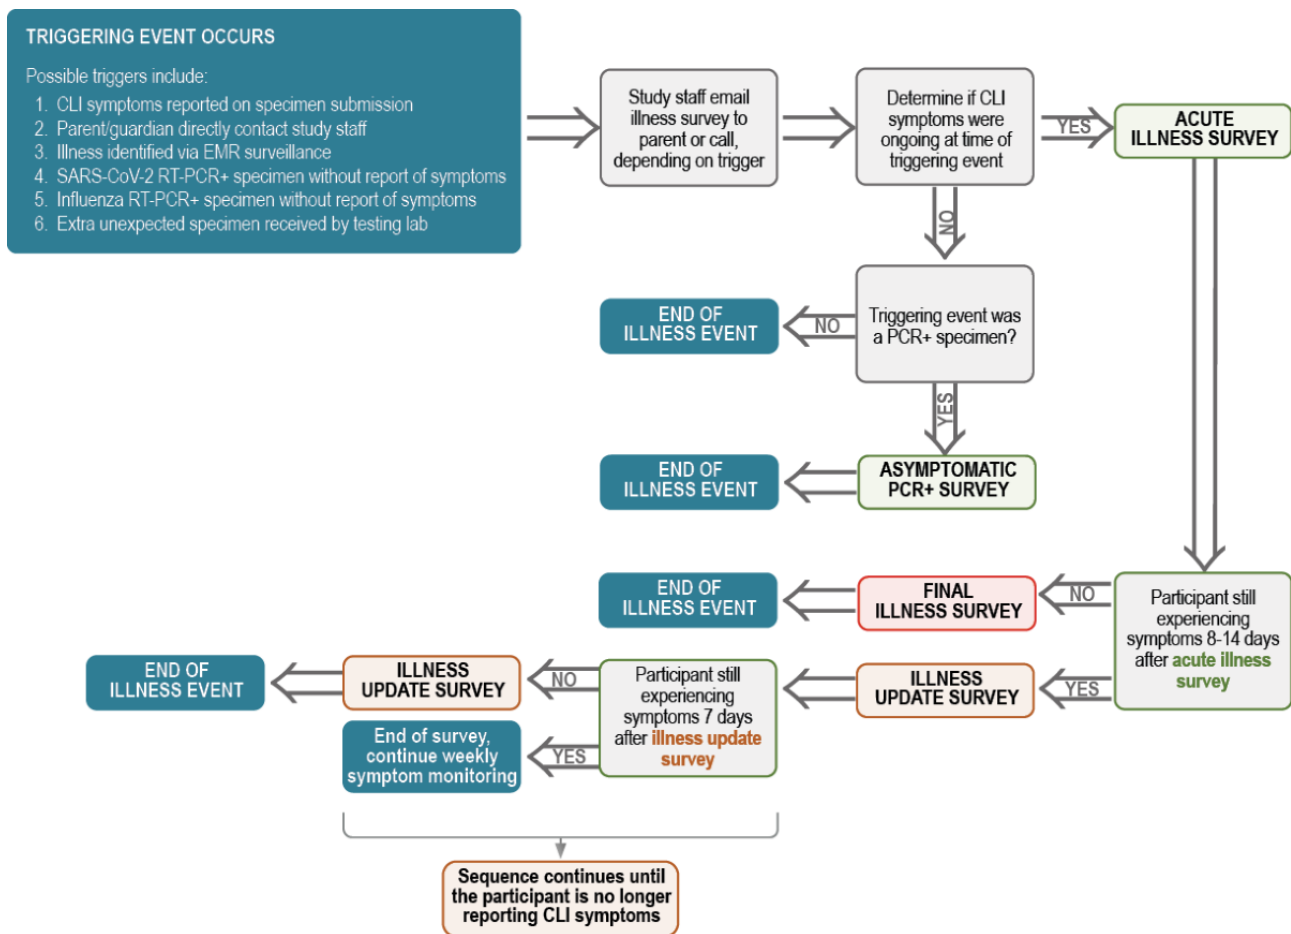 TRIGGERING EVENT OCCURS
Possible triggers include:
1. CLI symptoms reported on specimen submission
2. Parent/guardian directly contact study staff
3. Illness identified via EMR surveillance
4. SARS-CoV-2 RT-PCR+ specimen without report of symptoms
5. Influenza RT-PCR+ specimen without report of symptoms
6. Extra unexpected specimen received by testing lab
Study staff email
illness survey to
parent or call,
depending on trigger
Determine if CLI
symptoms were
ongoing at time of
triggering event
YES
ACUTE
ILLNESS SURVEY
NO
Triggering event was
a PCR+ specimen?
NO
END OF
ILLNESS EVENT
YES
ASYMPTOMATIC
PCR+ SURVEY
END OF
ILLNESS EVENT
Participant still
experiencing
symptoms 8-14 days
after acute illness
survey
NO
FINAL
ILLNESS SURVEY
END OF
ILLNESS EVENT
YES
ILLNESS
UPDATE SURVEY
Participant still
experiencing
symptoms 7 days
after illness update
survey
NO
ILLNESS
UPDATE SURVEY
END OF
ILLNESS EVENT
YES
End of survey,
continue weekly
symptom monitoring
Sequence continues until
the participant is no longer
reporting CLI symptoms